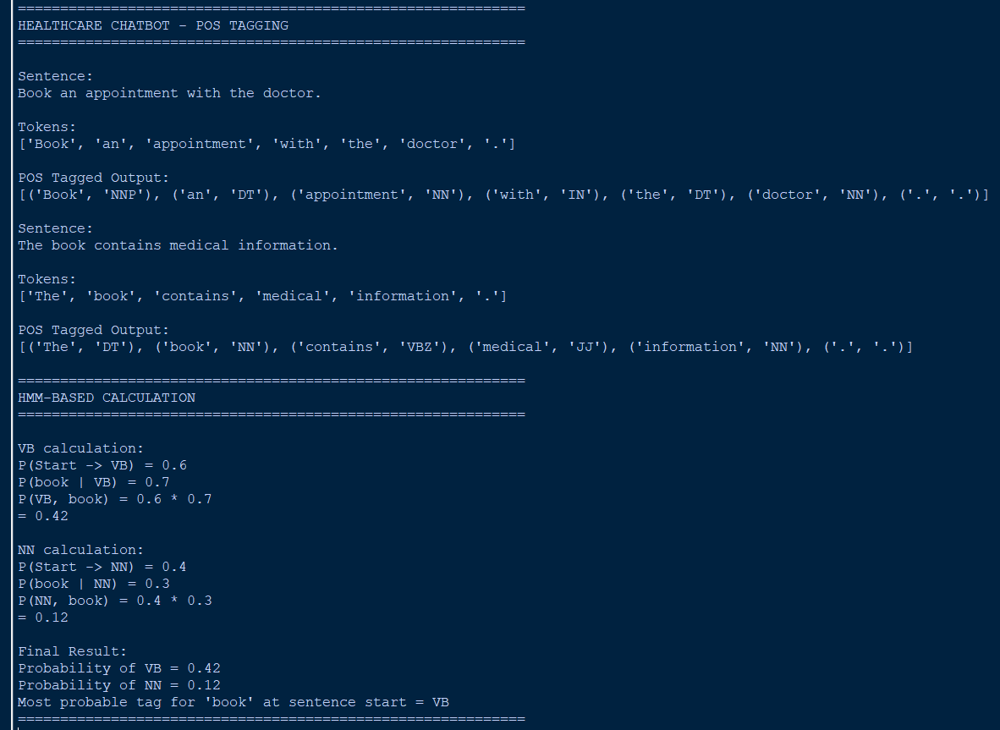 ============================================================
HEALTHCARE CHATBOT - POS TAGGING
============================================================
Sentence:
Book an appointment with the doctor.
Tokens:
['Book', 'an', 'appointment', 'with', 'the', 'doctor', '.']
POS Tagged Output:
[('Book', 'NNP'), ('an', 'DT'), ('appointment', 'NN'), ('with', 'IN'), ('the', 'DT'), ('doctor', 'NN'), ('.', '.')]
Sentence:
The book contains medical information.
Tokens:
['The', 'book', 'contains', 'medical', 'information', '.']
POS Tagged Output:
[('The', 'DT'), ('book', 'NN'), ('contains', 'VBZ'), ('medical', 'JJ'), ('information', 'NN'), ('.', '.')]
============================================================
HMM-BASED CALCULATION
============================================================
VB calculation:
P(Start -> VB) = 0.6
P(book | VB) = 0.7
P(VB, book) = 0.6 * 0.7
= 0.42
NN calculation:
P(Start -> NN) = 0.4
P(book | NN) = 0.3
P(NN, book) = 0.4 * 0.3
= 0.12
Final Result:
Probability of VB = 0.42
Probability of NN = 0.12
Most probable tag for 'book' at sentence start = VB
============================================================